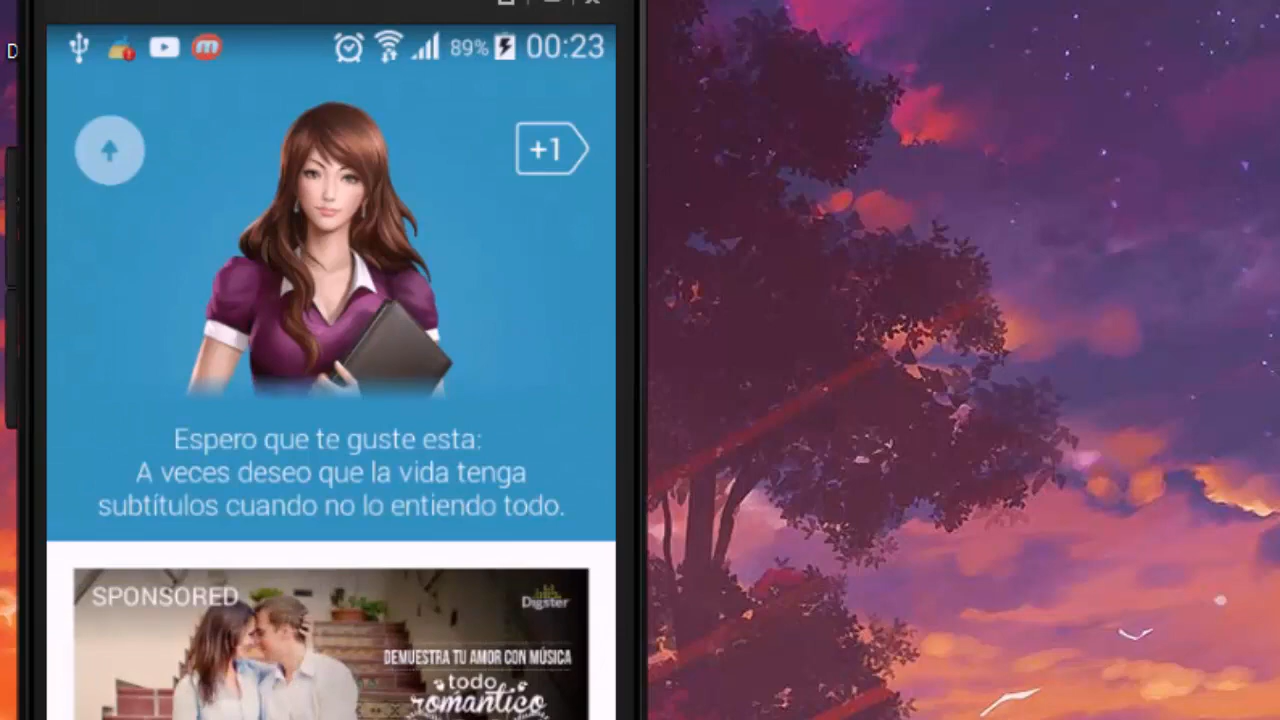 D
89% 00:23
+1
Espero que te guste esta:
A veces deseo que la vida tenga
subtítulos cuando no lo entiendo todo.
SPONSORED
Digster
DEMUESTRA TU AMOR CON MÚSICA
todo
romántico